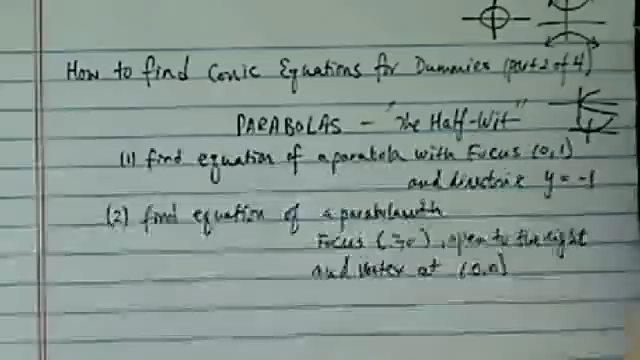 How to find Conic Equations for Dummies (part 2 of 4)
PARABOLAS - "The Half-Wit"
(1) find equation of a parabola with Focus (0,1)
and directrix y = -1
(2) find equation of a parabola with
Focus ( ,0), open to the right
and vertex at (0,0)